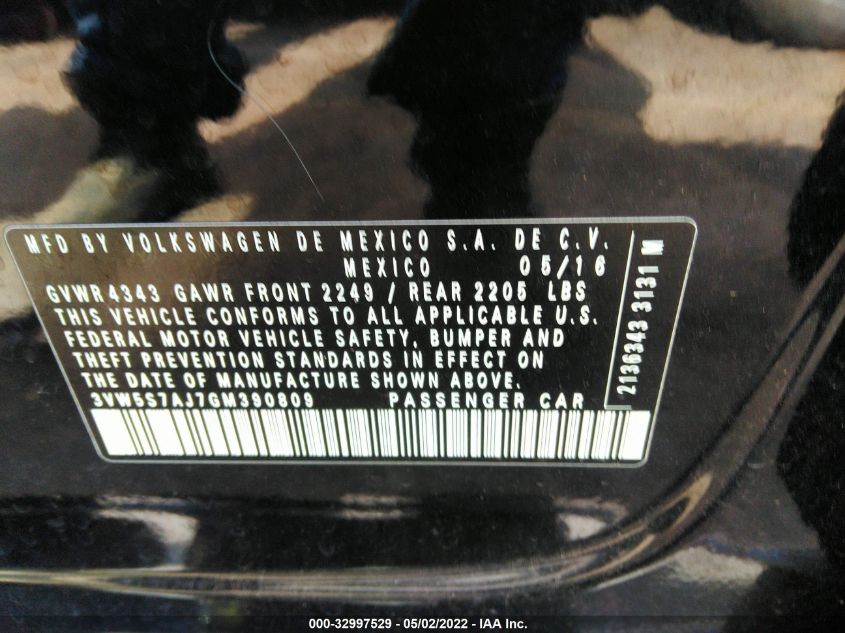 MFD BY VOLKSWAGEN DE MEXICO S.A. DE C.V.
MEXICO 05/16
GVWR 4343 GAWR FRONT 2249 / REAR 2205 LBS
THIS VEHICLE CONFORMS TO ALL APPLICABLE U.S.
FEDERAL MOTOR VEHICLE SAFETY, BUMPER AND
THEFT PREVENTION STANDARDS IN EFFECT ON
THE DATE OF MANUFACTURE SHOWN ABOVE.
3VW5S7AJ7GM390809 PASSENGER CAR
2136343 3131 M
000-32997529 - 05/02/2022 - IAA Inc.